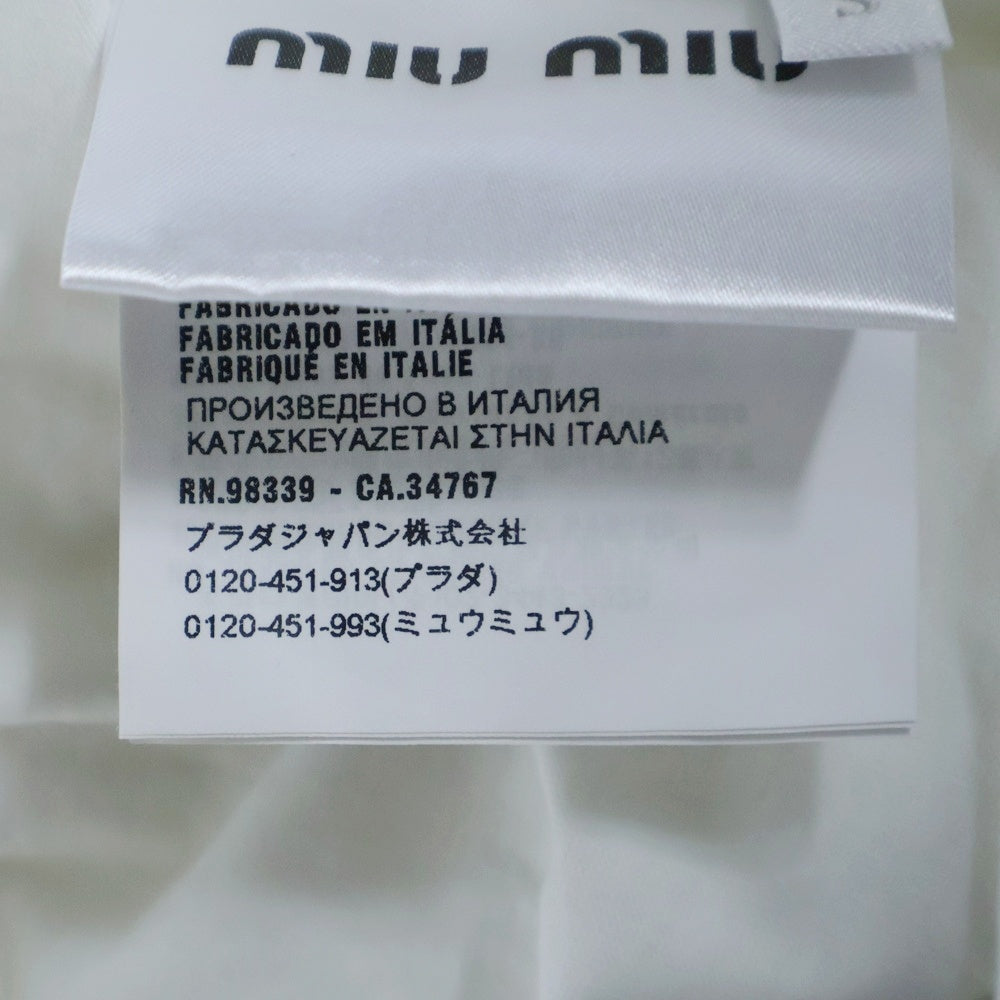 miu miu
FABRICADO EN
FABRICADO EM ITÁLIA
FABRIQUÉ EN ITALIE
ПРОИЗВЕДЕНО В ИТАЛИЯ
ΚΑΤΑΣΚΕΥΑΖΕΤΑΙ ΣΤΗΝ ΙΤΑΛΙΑ
RN.98339 - CA.34767
プラダジャパン株式会社
0120-451-913(プラダ)
0120-451-993(ミュウミュウ)